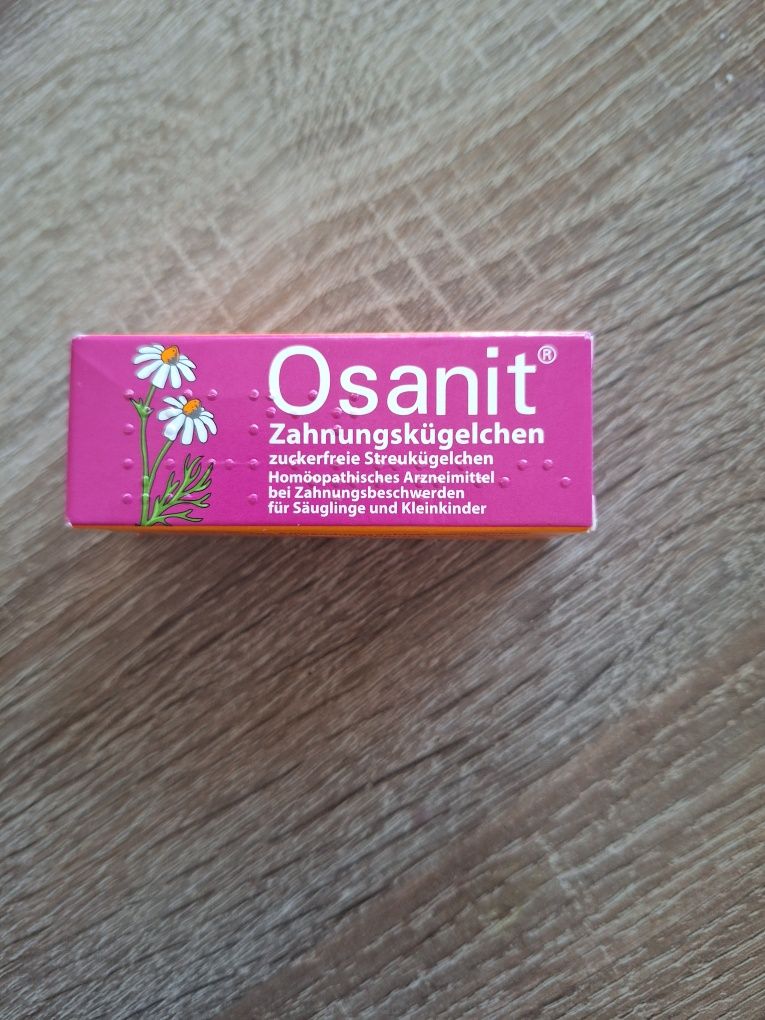 Osanit®
Zahnungskügelchen
zuckerfreie Streukügelchen
Homöopathisches Arzneimittel
bei Zahnungsbeschwerden
für Säuglinge und Kleinkinder